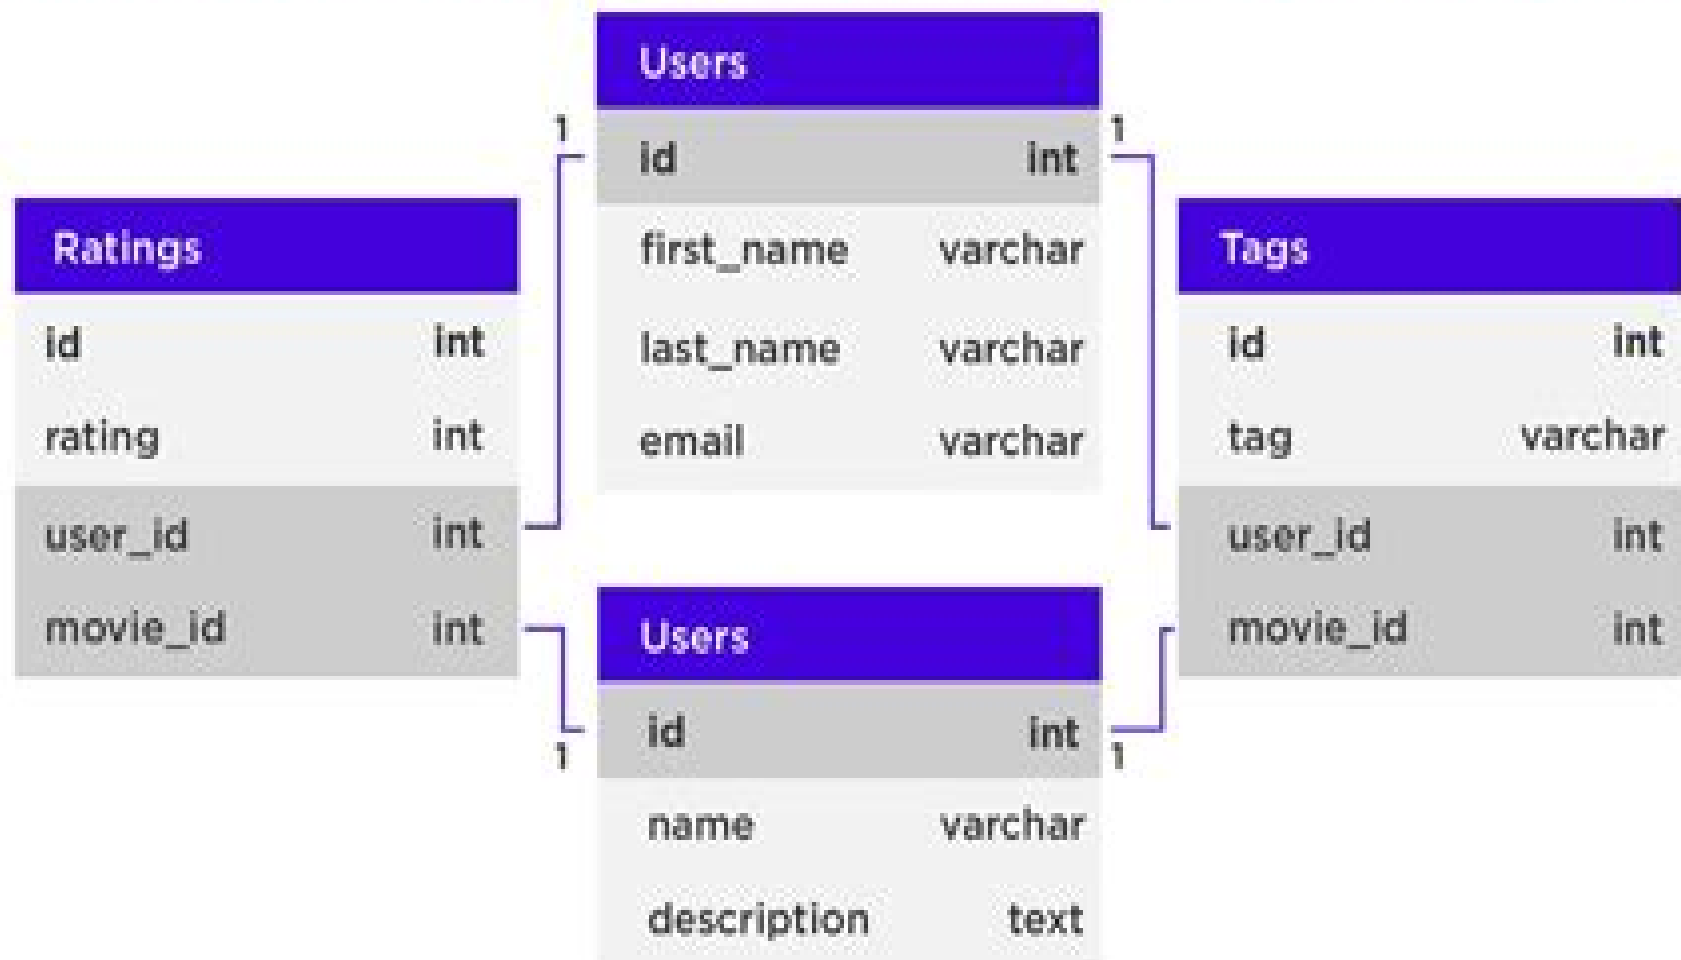 Users
1
1
id int
first_name varchar
last_name varchar
email varchar
Ratings
id int
rating int
user_id int
movie_id int
Tags
id int
tag varchar
user_id int
movie_id int
Users
id int
1
1
name varchar
description text